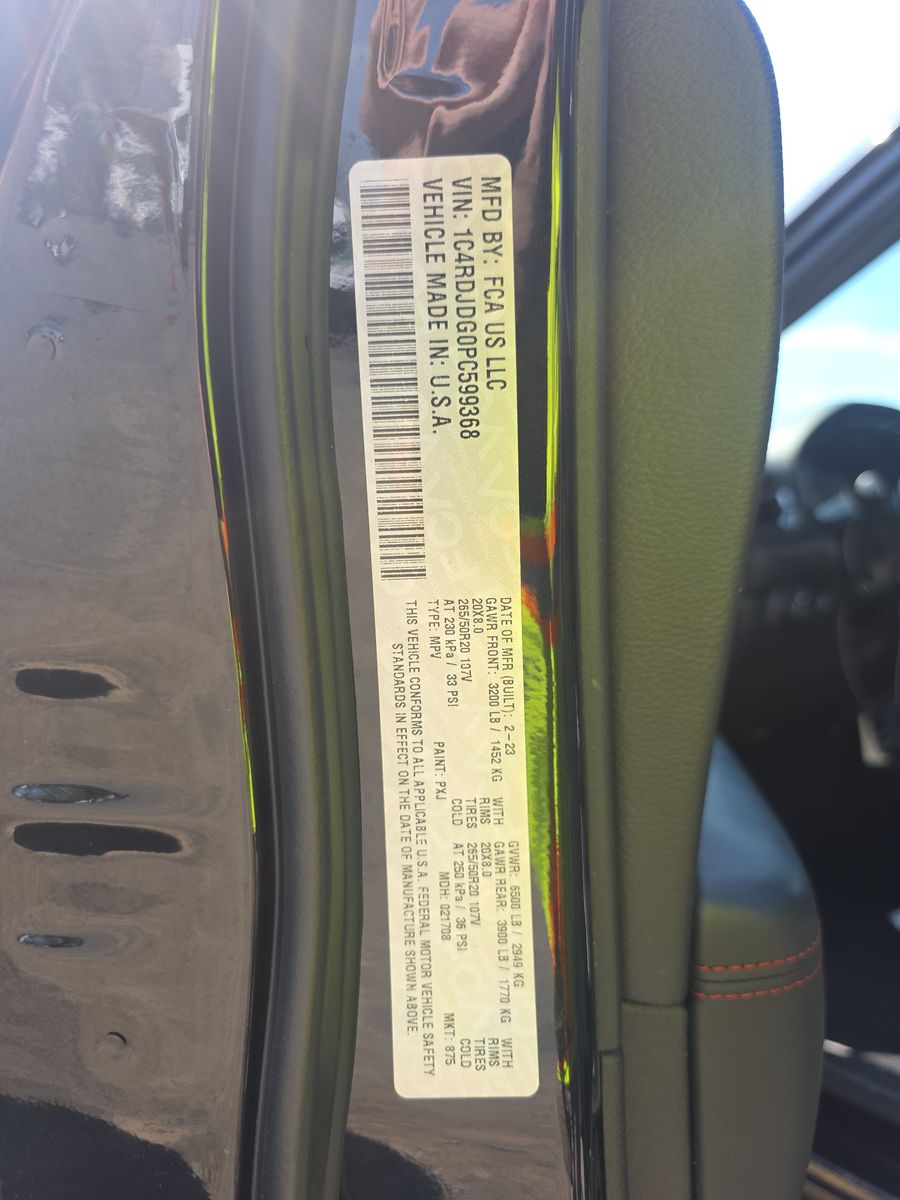 MFD BY: FCA US LLC
VIN: 1C4RDJDG0PC599368
VEHICLE MADE IN: U.S.A.
DATE OF MFR (BUILT): 2-23 GVWR: 6500 LB / 2949 KG
GAWR FRONT: 3200 LB / 1452 KG WITH GAWR REAR: 3900 LB / 1770 KG WITH
20X8.0 RIMS 20X8.0 RIMS
265/50R20 107V TIRES 265/50R20 107V TIRES
AT 230 kPa / 33 PSI COLD AT 250 kPa / 36 PSI COLD
TYPE: MPV PAINT: PXJ MDH: 021708 MKT: 875
THIS VEHICLE CONFORMS TO ALL APPLICABLE U.S.A. FEDERAL MOTOR VEHICLE SAFETY
STANDARDS IN EFFECT ON THE DATE OF MANUFACTURE SHOWN ABOVE.